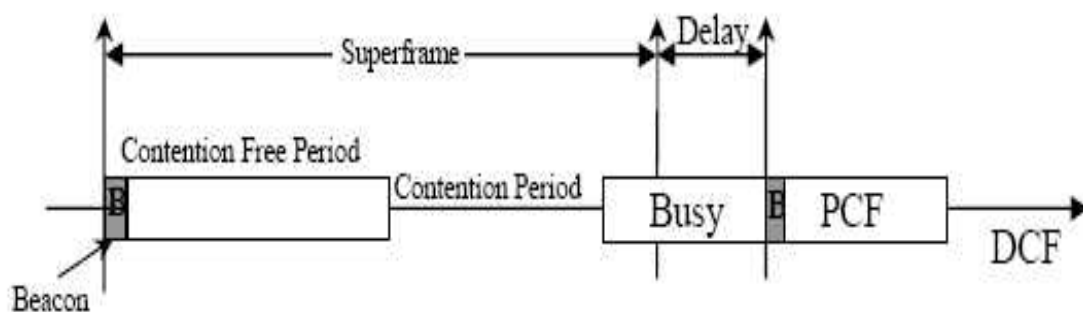 Delay
Superframe
Contention Free Period
Contention Period
B
Busy
B
PCF
DCF
Beacon